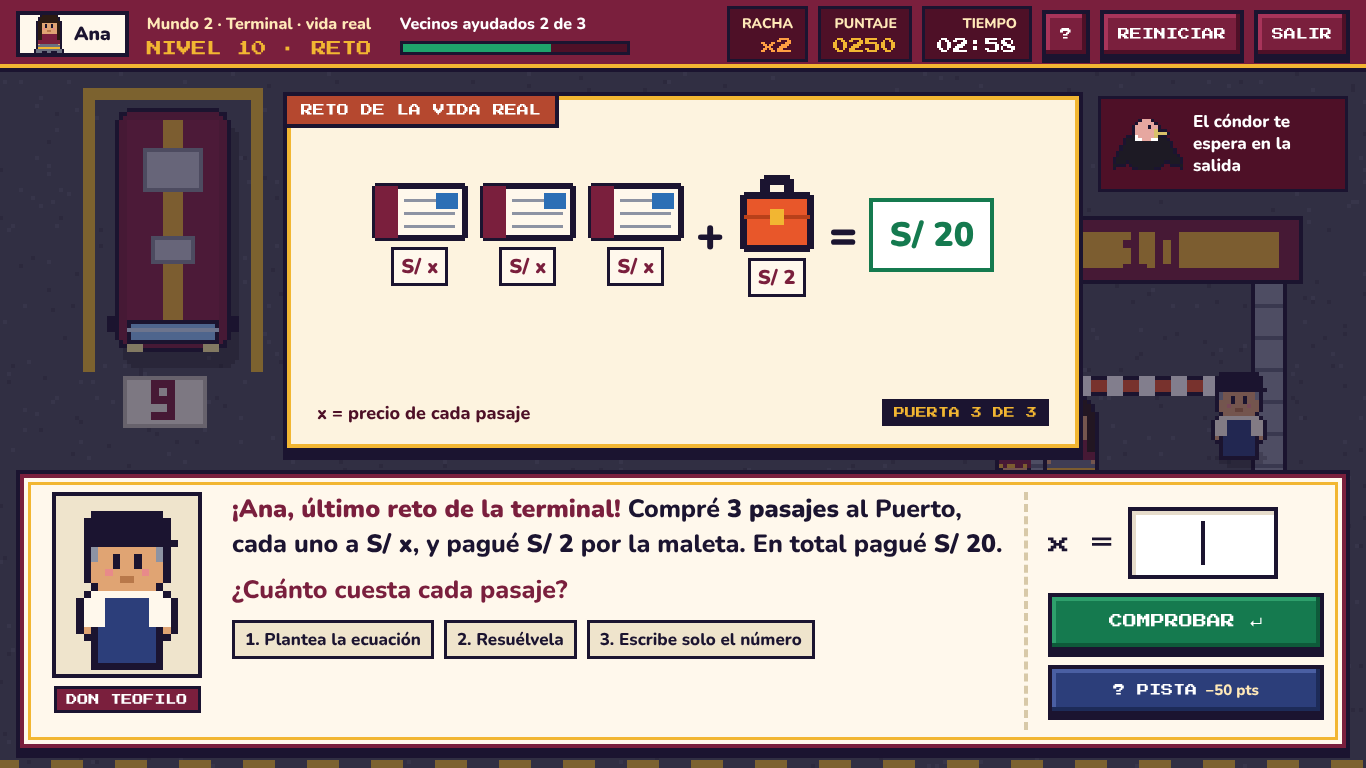 Ana
Mundo 2 · Terminal · vida real
NIVEL 10 · RETO
Vecinos ayudados 2 de 3
RACHA
x2
PUNTAJE
0250
TIEMPO
02:58
?
REINICIAR
SALIR
RETO DE LA VIDA REAL
S/ x
S/ x
S/ x
+
S/ 2
=
S/ 20
x = precio de cada pasaje
PUERTA 3 DE 3
El cóndor te
espera en la
salida
9
¡Ana, último reto de la terminal! Compré 3 pasajes al Puerto,
cada uno a S/ x, y pagué S/ 2 por la maleta. En total pagué S/ 20.
¿Cuánto cuesta cada pasaje?
1. Plantea la ecuación
2. Resuélvela
3. Escribe solo el número
DON TEOFILO
x =
COMPROBAR ↵
? PISTA −50 pts